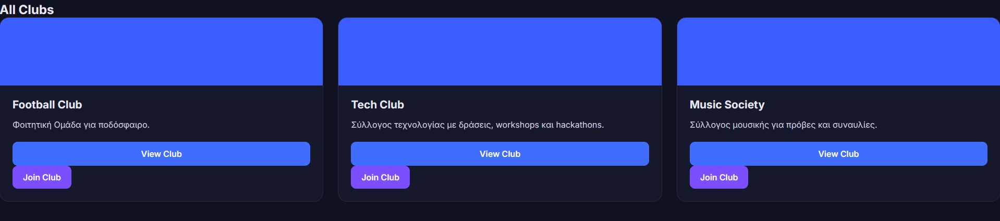 All Clubs
Football Club
Φοιτητική Ομάδα για ποδόσφαιρο.
View Club
Join Club
Tech Club
Σύλλογος τεχνολογίας με δράσεις, workshops και hackathons.
View Club
Join Club
Music Society
Σύλλογος μουσικής για πρόβες και συναυλίες.
View Club
Join Club